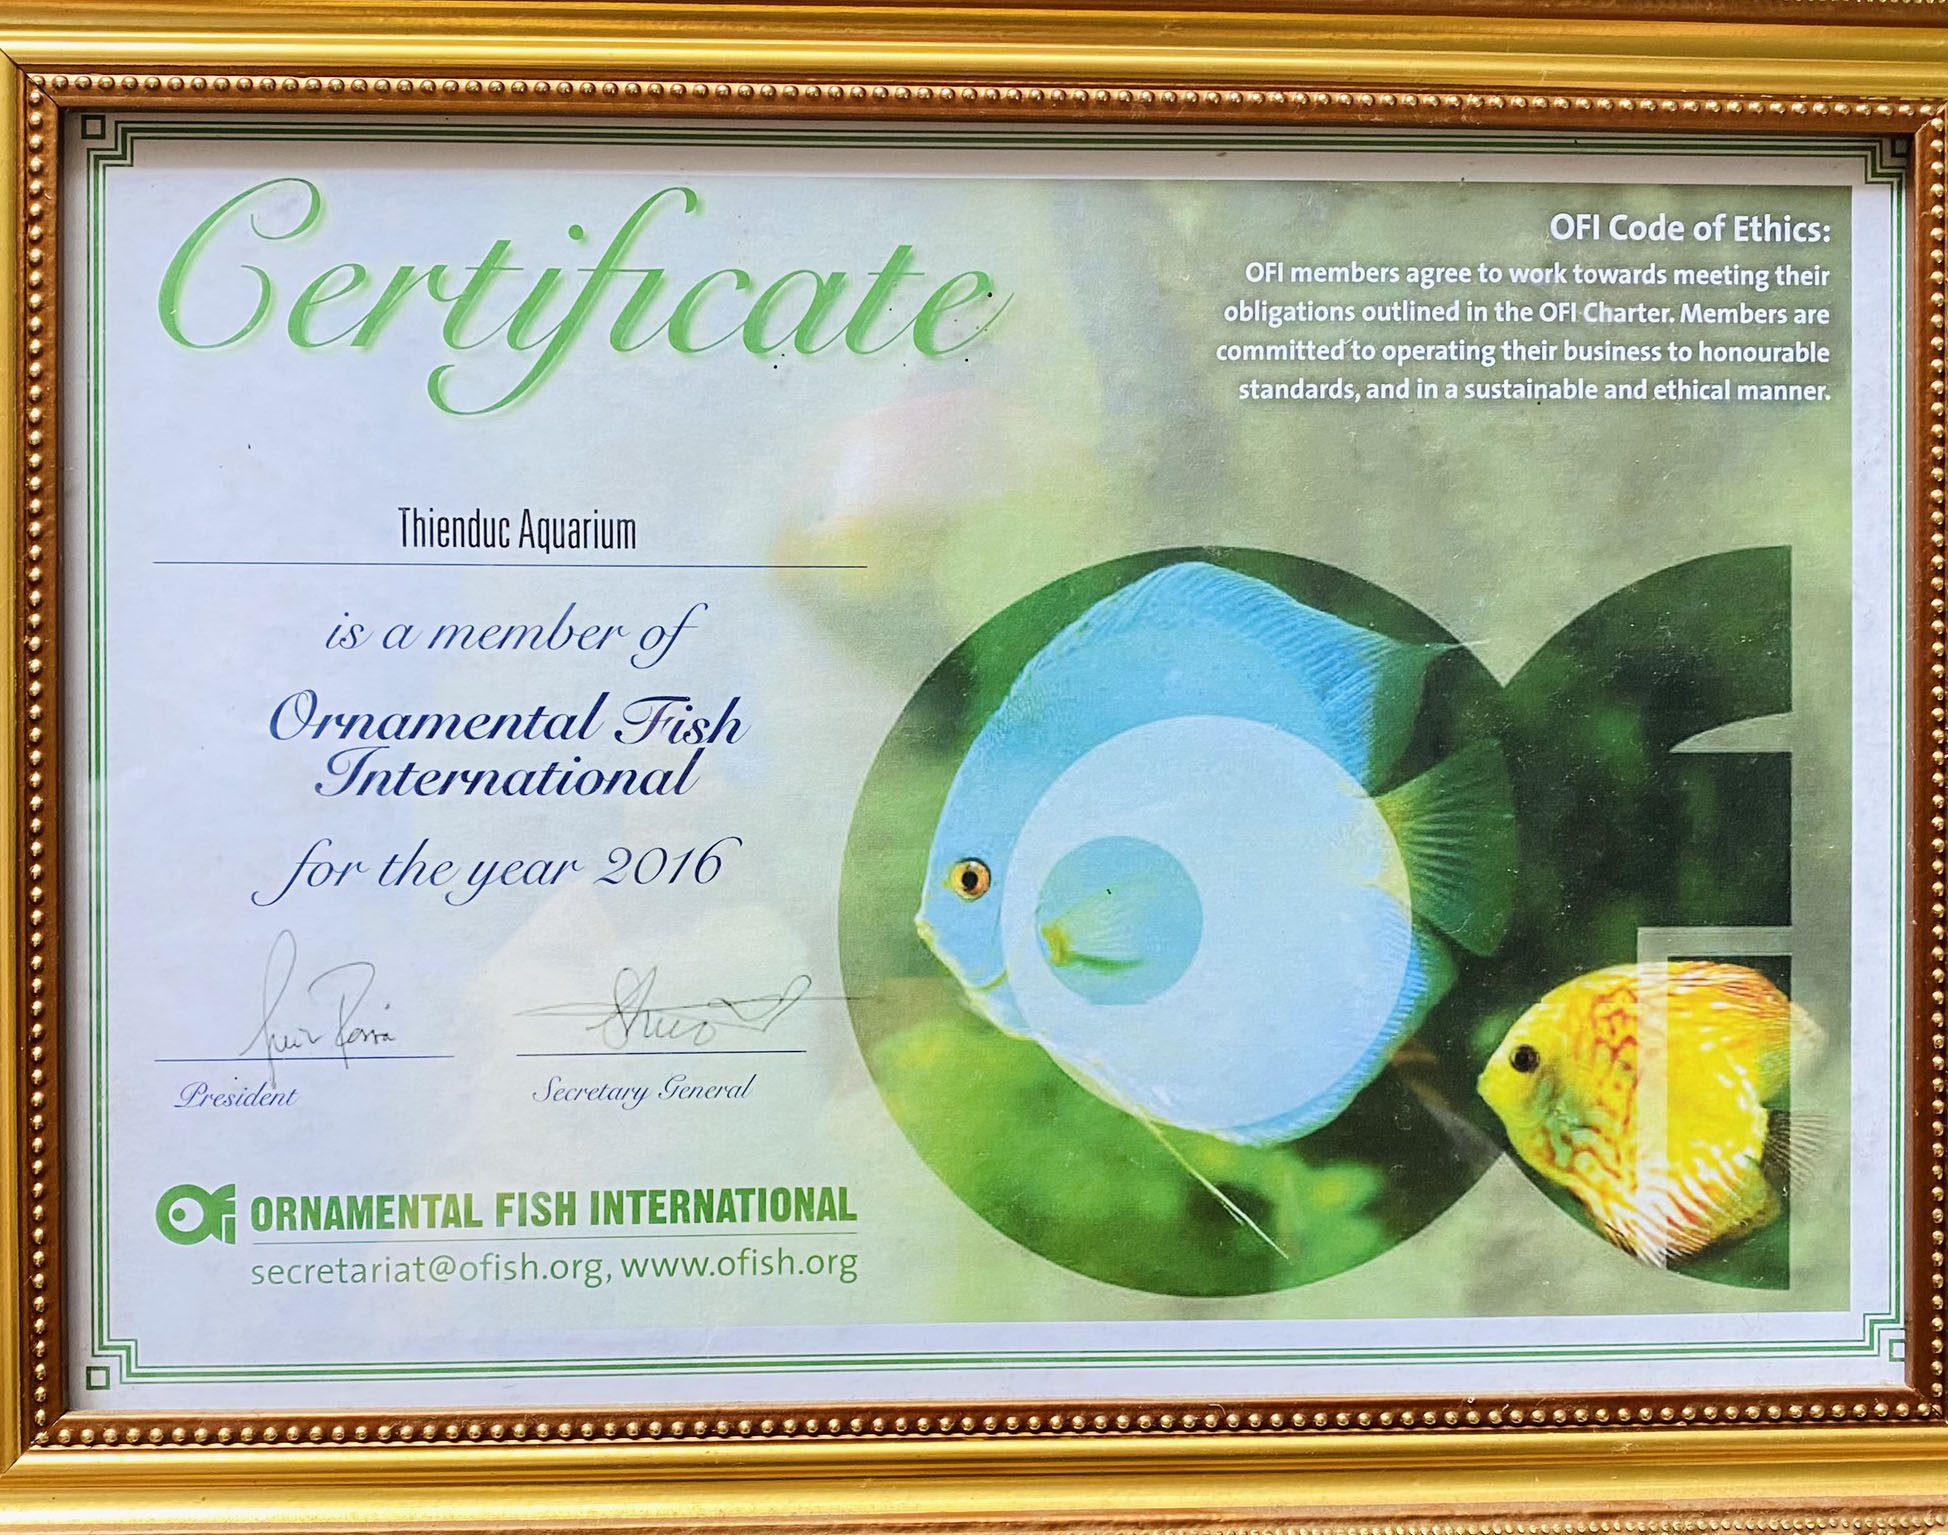 Certificate
OFI Code of Ethics:
OFI members agree to work towards meeting their
obligations outlined in the OFI Charter. Members are
committed to operating their business to honourable
standards, and in a sustainable and ethical manner.
Thienduc Aquarium
is a member of
Ornamental Fish
International
for the year 2016
President
Secretary General
OFI ORNAMENTAL FISH INTERNATIONAL
secretariat@ofish.org, www.ofish.org
OFI